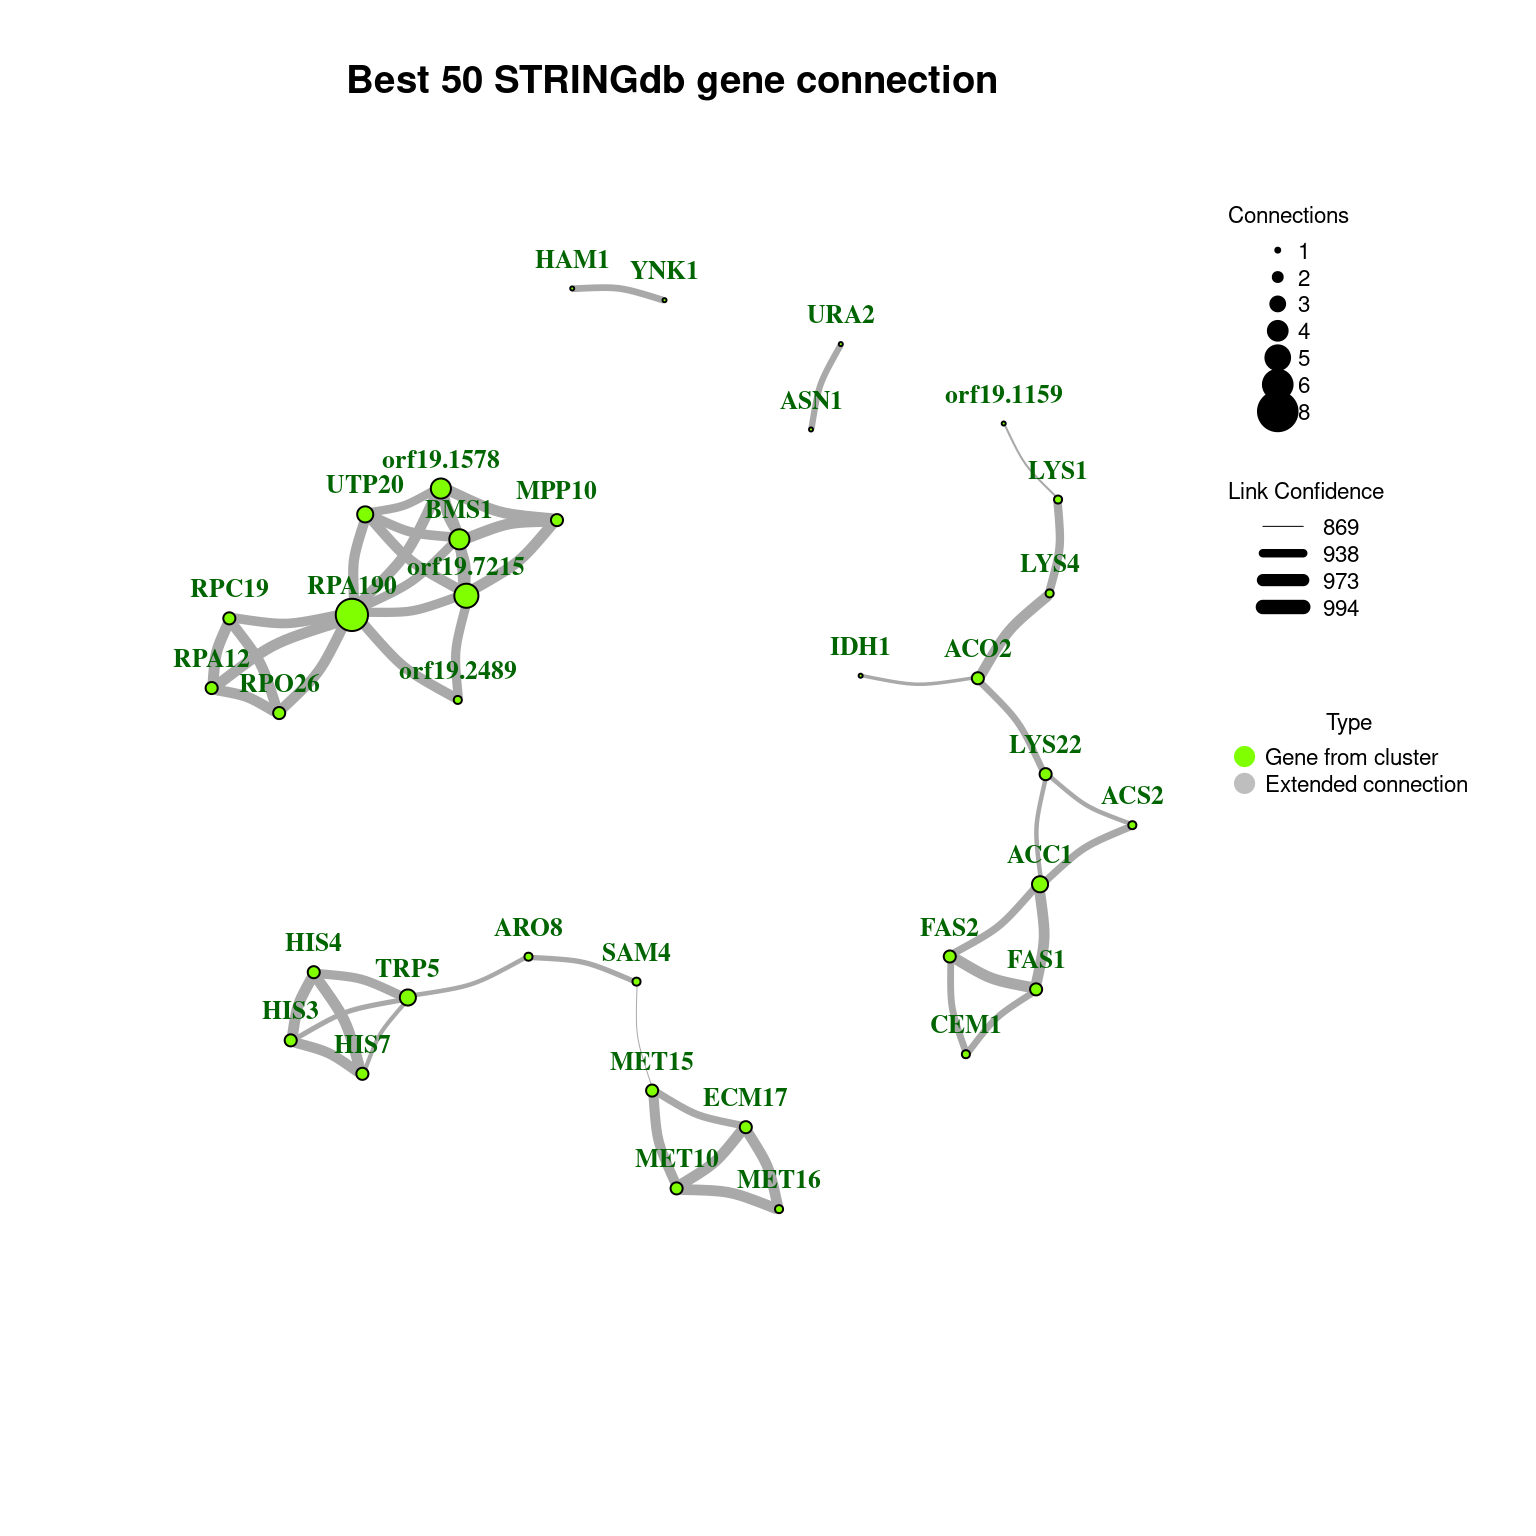 Best 50 STRINGdb gene connection
HAM1
YNK1
URA2
ASN1
orf19.1159
LYS1
LYS4
IDH1
ACO2
LYS22
ACS2
ACC1
FAS2
FAS1
CEM1
orf19.1578
UTP20
BMS1
MPP10
orf19.7215
RPA190
RPC19
RPA12
RPO26
orf19.2489
HIS4
TRP5
HIS3
HIS7
ARO8
SAM4
MET15
ECM17
MET10
MET16
Connections
1
2
3
4
5
6
8
Link Confidence
869
938
973
994
Type
Gene from cluster
Extended connection